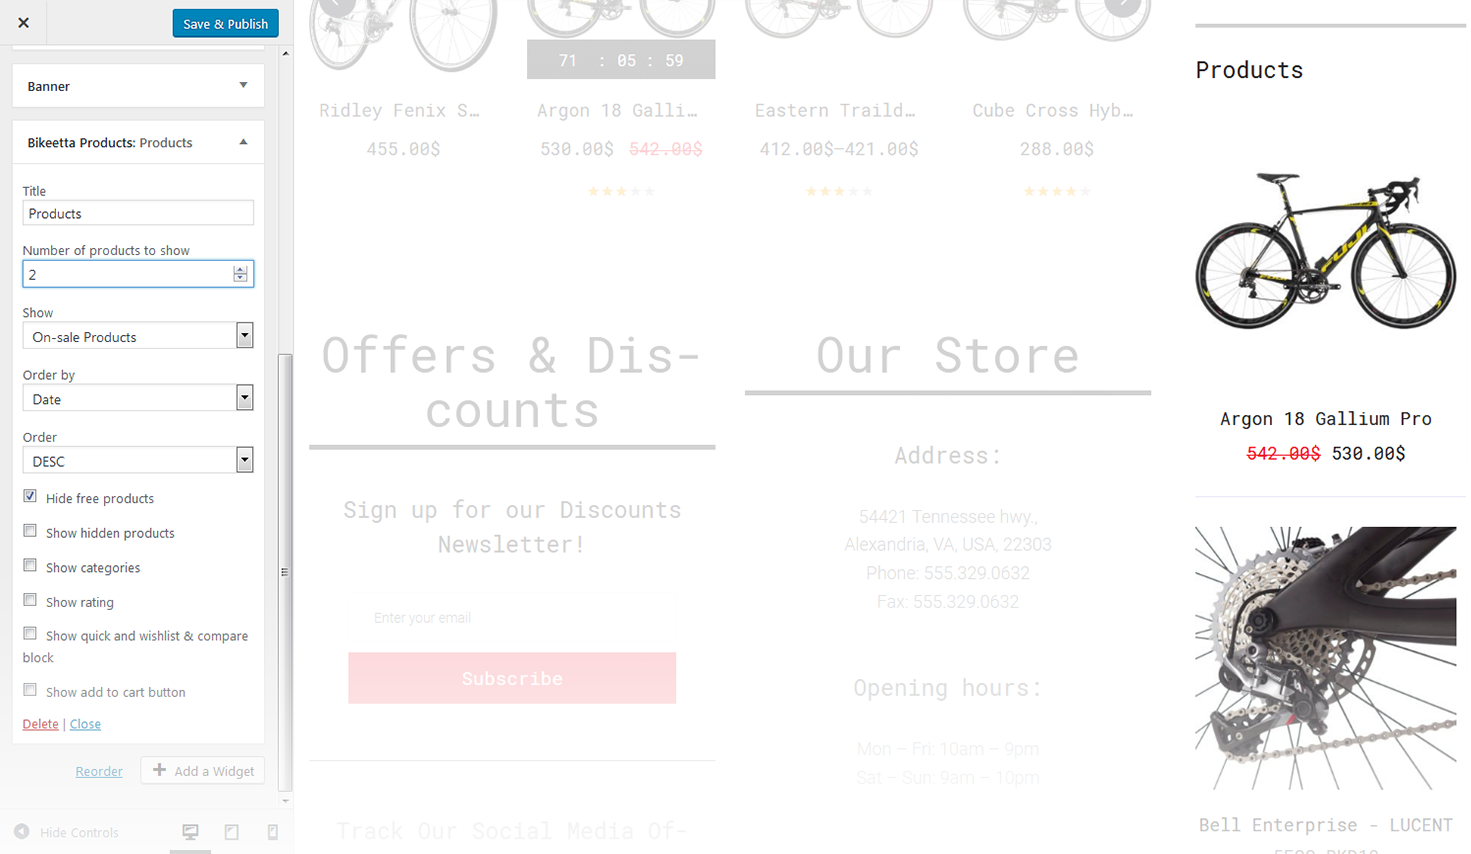 Save & Publish
Banner
Bikeetta Products: Products
Title
Products
Number of products to show
2
Show
On-sale Products
Order by
Date
Order
DESC
Hide free products
Show hidden products
Show categories
Show rating
Show quick and wishlist & compare
block
Show add to cart button
Delete | Close
Reorder
Add a Widget
Hide Controls
71 : 05 : 59
Ridley Fenix S…
455.00$
Argon 18 Galli…
530.00$ 542.00$
Eastern Traild…
412.00$–421.00$
Cube Cross Hyb…
288.00$
Offers & Dis-
counts
Sign up for our Discounts
Newsletter!
Enter your email
Subscribe
Track Our Social Media Of-
Our Store
Address:
54421 Tennessee hwy.,
Alexandria, VA, USA, 22303
Phone: 555.329.0632
Fax: 555.329.0632
Opening hours:
Mon – Fri: 10am – 9pm
Sat – Sun: 9am – 10pm
Products
FUJI
Argon 18 Gallium Pro
542.00$ 530.00$
Bell Enterprise - LUCENT